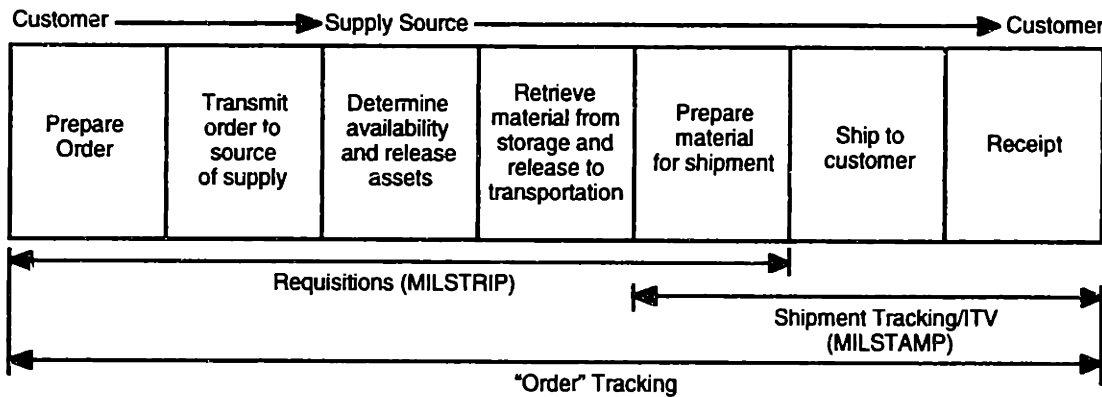 Customer Supply Source Customer
Prepare
Order
Transmit
order to
source
of supply
Determine
availability
and release
assets
Retrieve
material from
storage and
release to
transportation
Prepare
material
for shipment
Ship to
customer
Receipt
Requisitions (MILSTRIP)
Shipment Tracking/ITV
(MILSTAMP)
“Order” Tracking